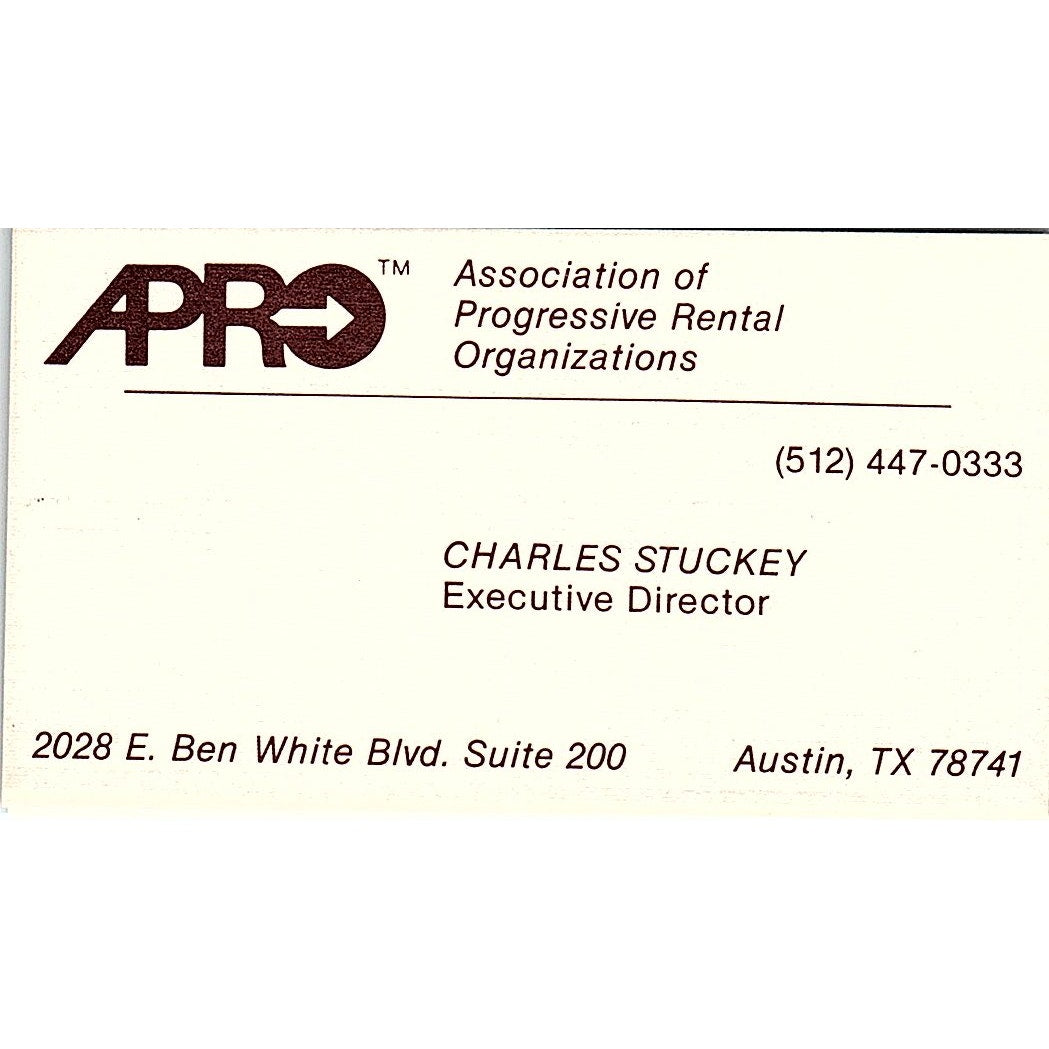 APRO™
Association of
Progressive Rental
Organizations
(512) 447-0333
CHARLES STUCKEY
Executive Director
2028 E. Ben White Blvd. Suite 200
Austin, TX 78741